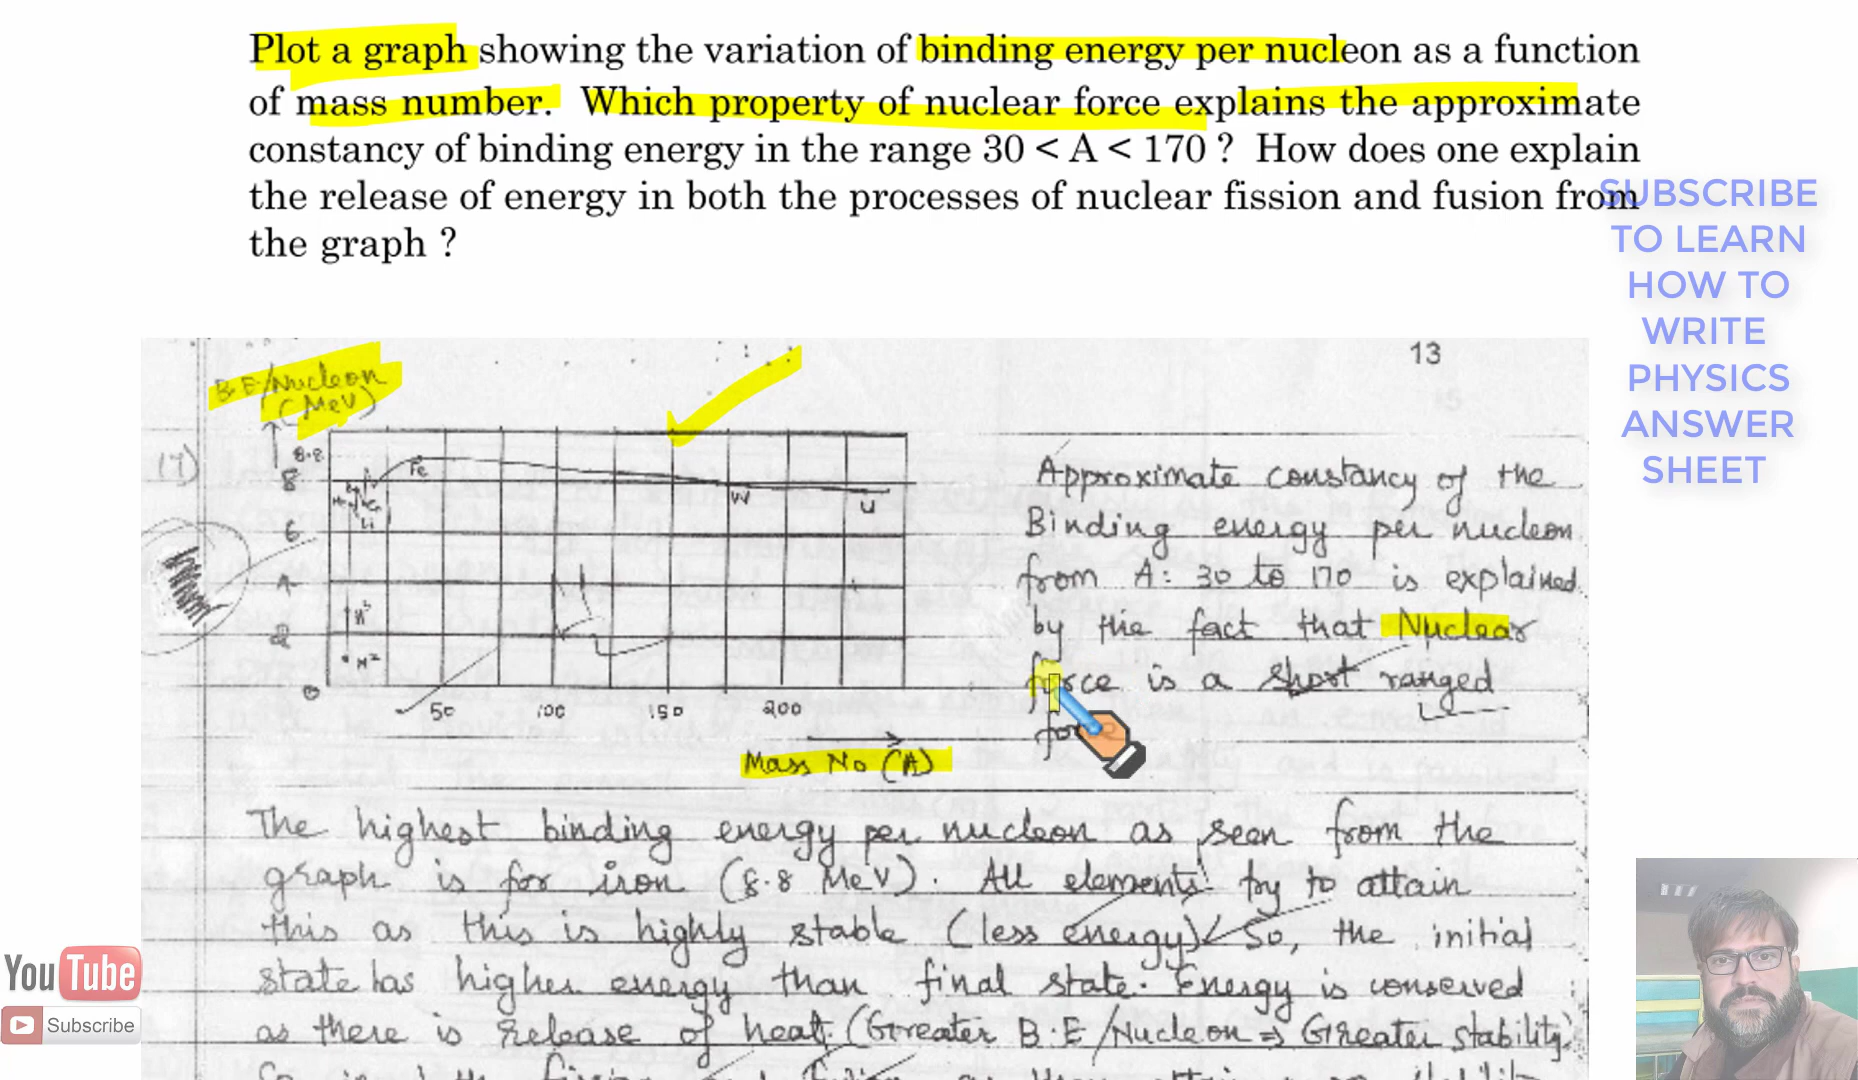 Plot a graph showing the variation of binding energy per nucleon as a function
of mass number. Which property of nuclear force explains the approximate
constancy of binding energy in the range 30 < A < 170 ? How does one explain
the release of energy in both the processes of nuclear fission and fusion from
the graph ?
SUBSCRIBE
TO LEARN
HOW TO
WRITE
PHYSICS
ANSWER
SHEET
13
B.E/Nucleon
(MeV)
8.8
8
6
4
2
0
Fe
W
U
Li
H³
H²
50
100
150
200
Mass No (A)
Approximate constancy of the
Binding energy per nucleon
from A: 30 to 170 is explained
by the fact that Nuclear
force is a short ranged
force
The highest binding energy per nucleon as seen from the
graph is for iron (8.8 MeV). All elements try to attain
this as this is highly stable (less energy) So, the initial
state has higher energy than final state. Energy is conserved
as there is release of heat. (Greater B.E/Nucleon ⇒ Greater stability.
YouTube
Subscribe